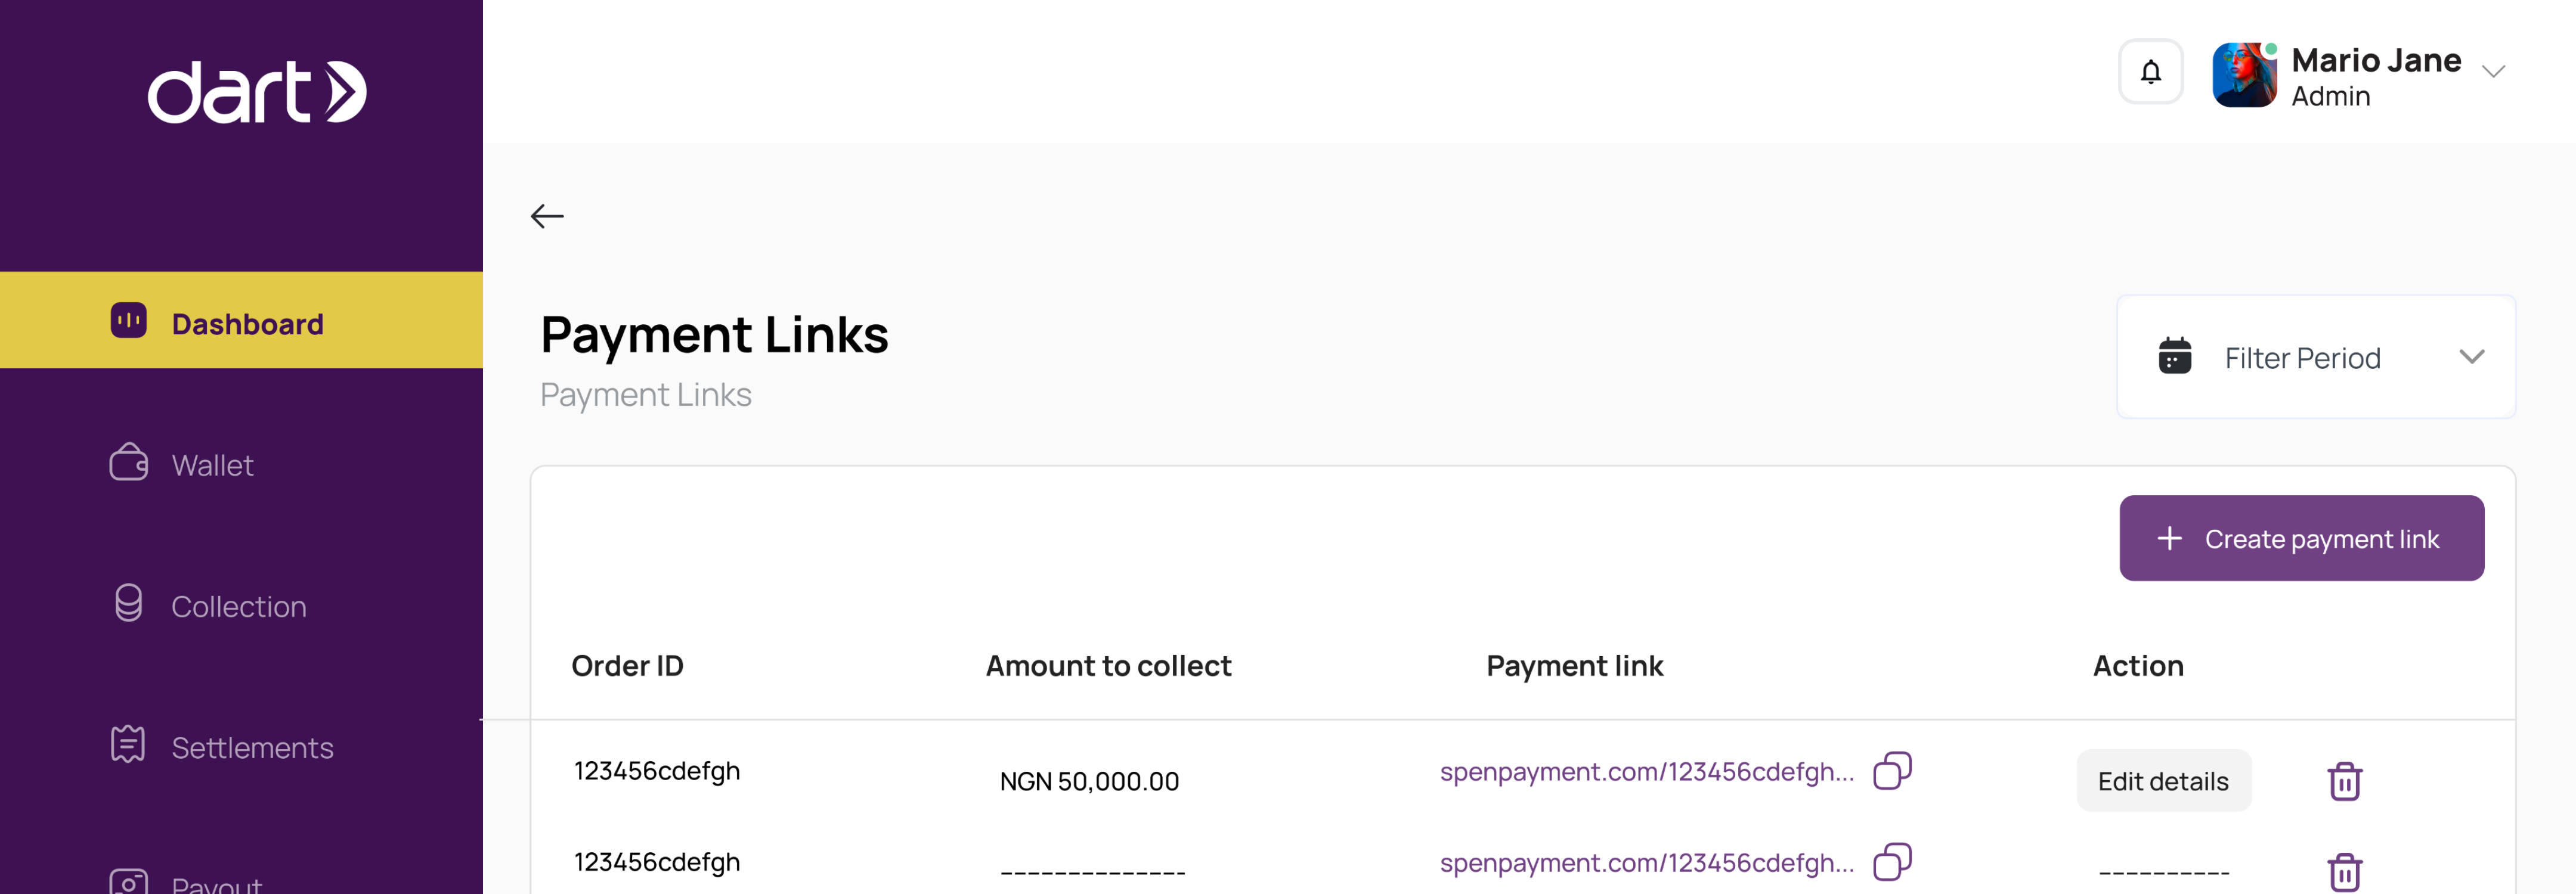 dart
Mario Jane
Admin
Dashboard
Payment Links
Payment Links
Filter Period
Wallet
Create payment link
Collection
Order ID
Amount to collect
Payment link
Action
Settlements
123456cdefgh
NGN 50,000.00
spenpayment.com/123456cdefgh...
Edit details
123456cdefgh
--------------
spenpayment.com/123456cdefgh...
----------
Payout